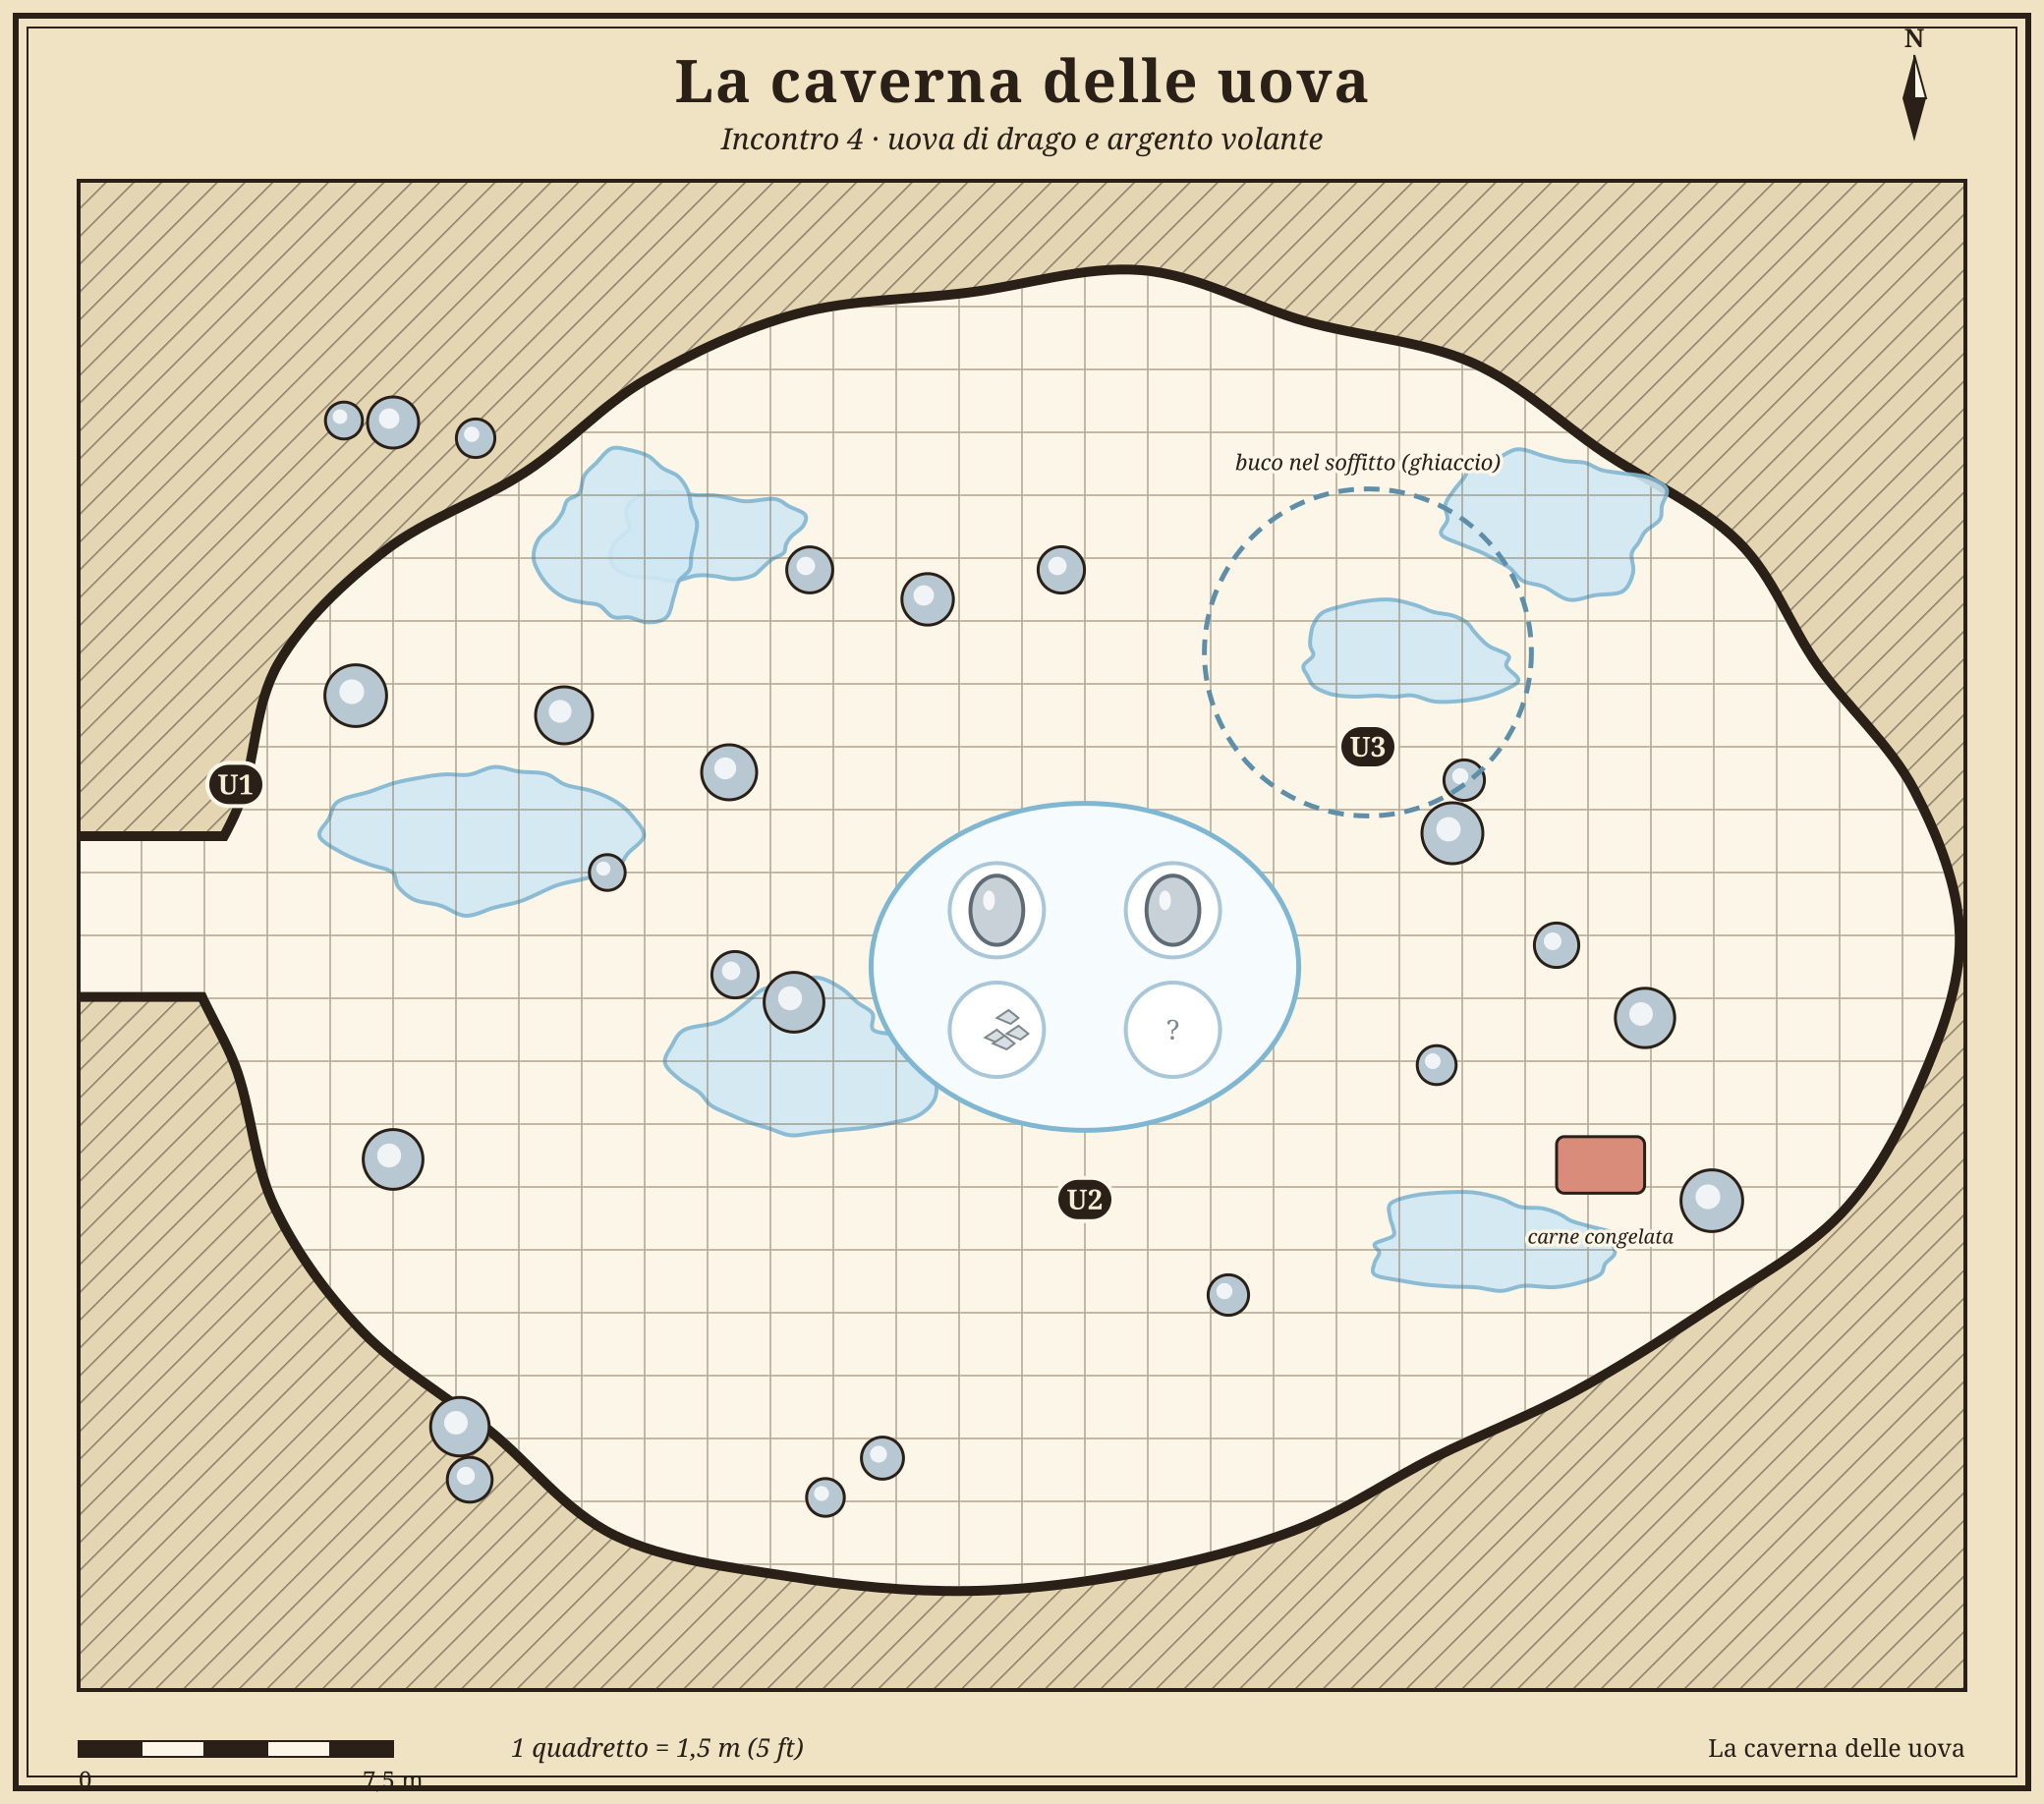 N
La caverna delle uova
Incontro 4 · uova di drago e argento volante
buco nel soffitto (ghiaccio)
U3
U1
?
U2
carne congelata
1 quadretto = 1,5 m (5 ft)
La caverna delle uova
0
7,5 m